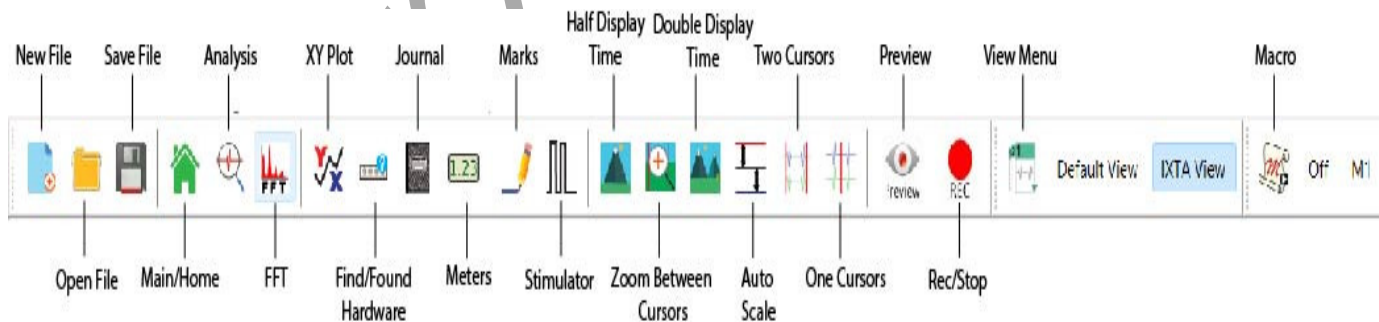 Half Display Double Display
New File Save File Analysis XY Plot Journal Marks Time Time Two Cursors Preview View Menu Macro
FFT
1.23
Preview
REC
Default View IXTA View Off M1
Open File Main/Home FFT Find/Found Meters Stimulator Zoom Between Auto One Cursors Rec/Stop
Hardware Cursors Scale